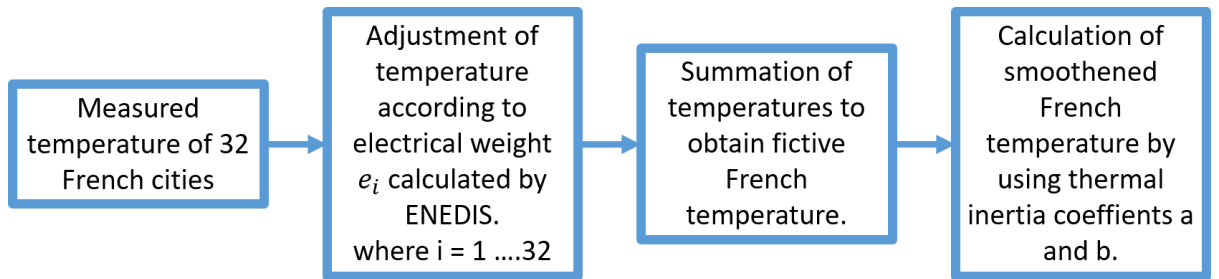 Measured
temperature of 32
French cities
Adjustment of
temperature
according to
electrical weight
𝑒𝑖 calculated by
ENEDIS.
where i = 1 ....32
Summation of
temperatures to
obtain fictive
French
temperature.
Calculation of
smoothened
French
temperature by
using thermal
inertia coeffients a
and b.